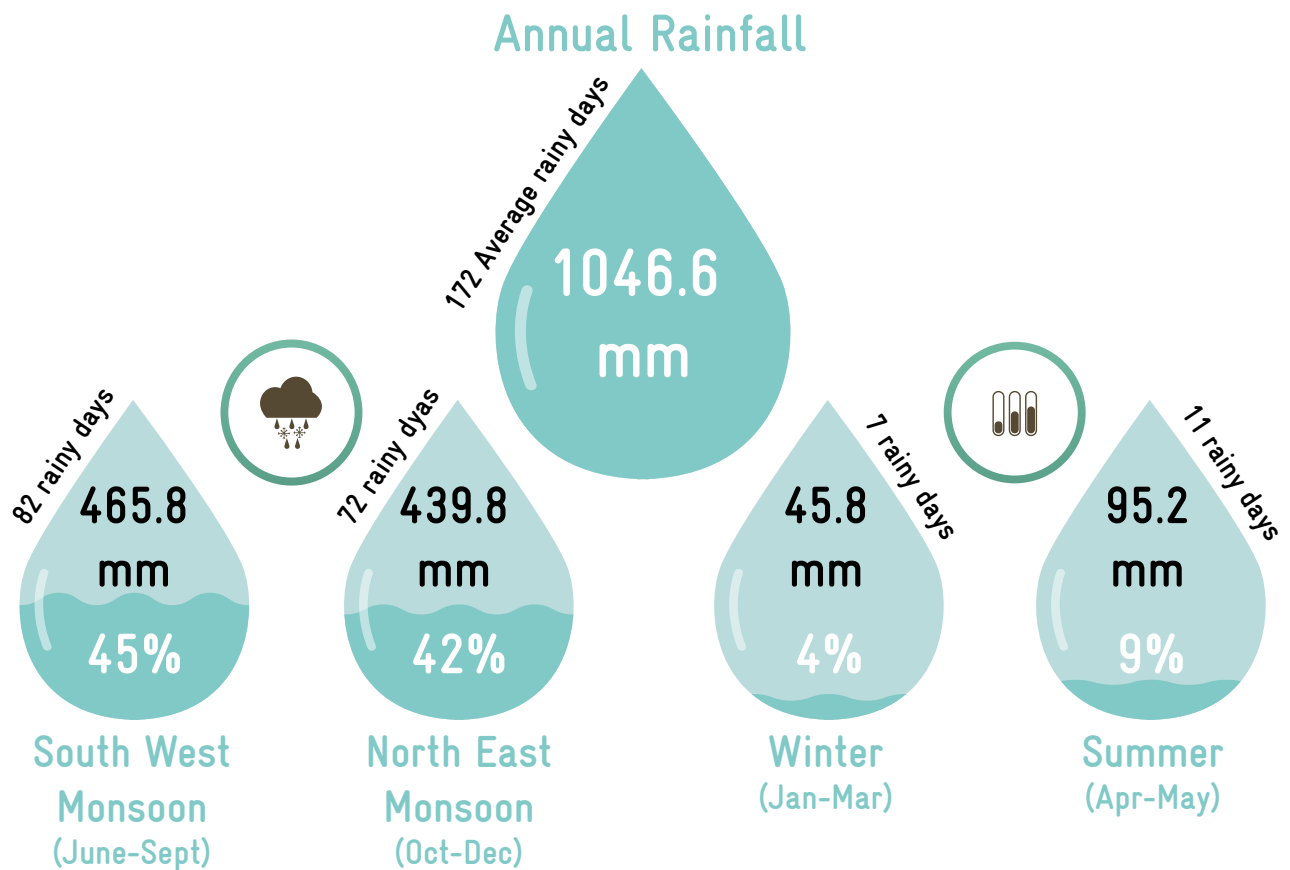 Annual Rainfall
172 Average rainy days
1046.6
mm
82 rainy days
465.8
mm
45%
South West
Monsoon
(June-Sept)
72 rainy dyas
439.8
mm
42%
North East
Monsoon
(Oct-Dec)
7 rainy days
45.8
mm
4%
Winter
(Jan-Mar)
11 rainy days
95.2
mm
9%
Summer
(Apr-May)